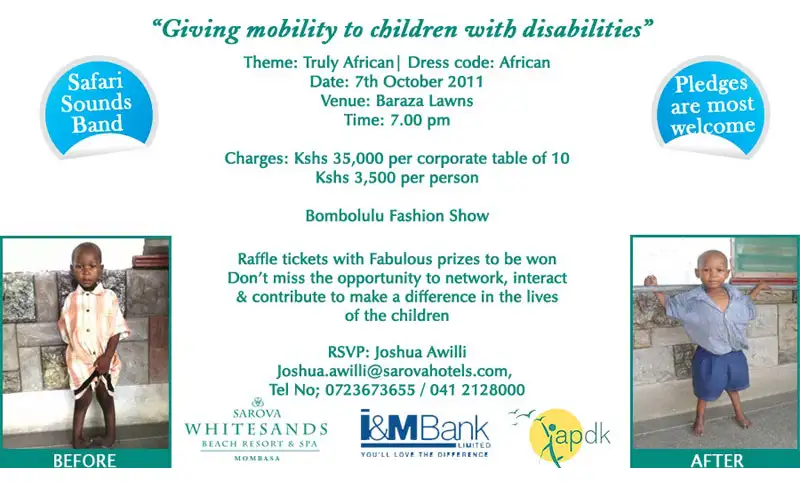 “Giving mobility to children with disabilities”
Theme: Truly African| Dress code: African
Date: 7th October 2011
Venue: Baraza Lawns
Time: 7.00 pm
Safari
Sounds
Band
Pledges
are most
welcome
Charges: Kshs 35,000 per corporate table of 10
Kshs 3,500 per person
Bombolulu Fashion Show
Raffle tickets with Fabulous prizes to be won
Don’t miss the opportunity to network, interact
& contribute to make a difference in the lives
of the children
RSVP: Joshua Awilli
Joshua.awilli@sarovahotels.com,
Tel No; 0723673655 / 041 2128000
SAROVA
WHITESANDS
BEACH RESORT & SPA
MOMBASA
I&M Bank
LIMITED
YOU'LL LOVE THE DIFFERENCE
apdk
BEFORE
AFTER